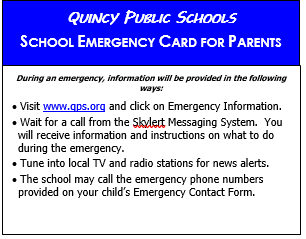 QUINCY PUBLIC SCHOOLS
SCHOOL EMERGENCY CARD FOR PARENTS
During an emergency, information will be provided in the following
ways:
• Visit www.qps.org and click on Emergency Information.
• Wait for a call from the Skylert Messaging System. You
will receive information and instructions on what to do
during the emergency.
• Tune into local TV and radio stations for news alerts.
• The school may call the emergency phone numbers
provided on your child's Emergency Contact Form.